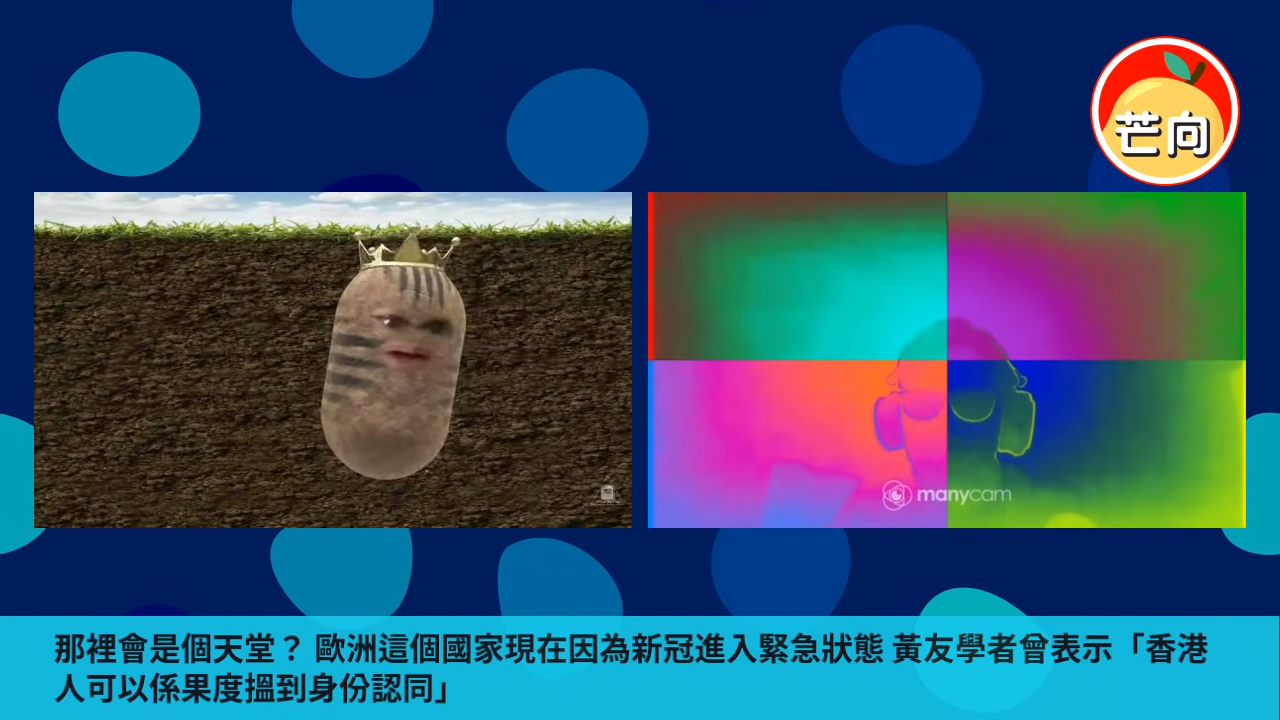 芒向
manycam
那裡會是個天堂？ 歐洲這個國家現在因為新冠進入緊急狀態 黃友學者曾表示「香港
人可以係果度搵到身份認同」